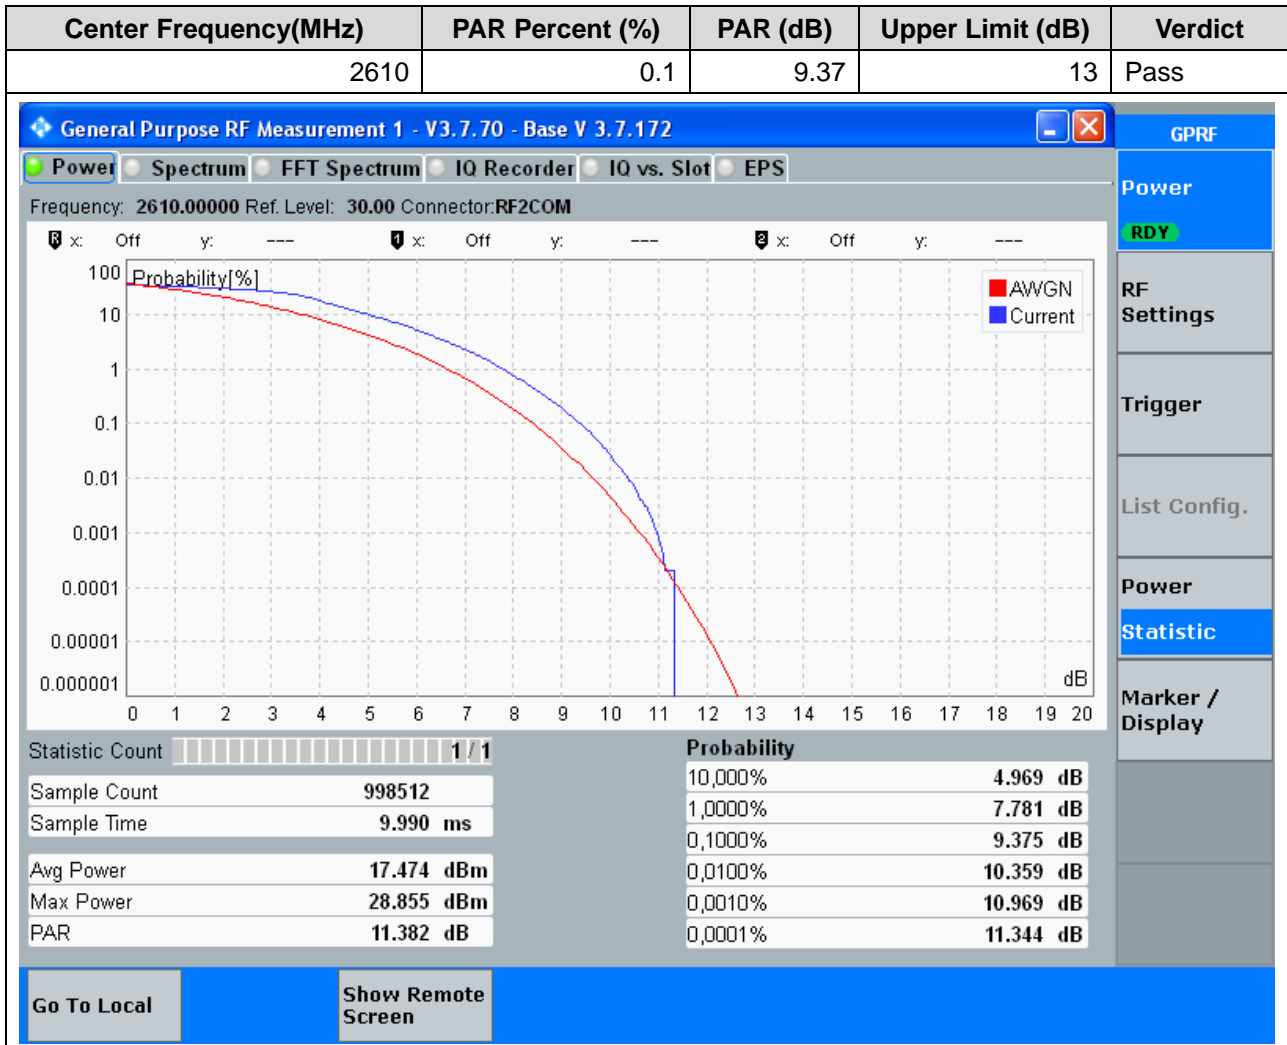 Center Frequency(MHz) PAR Percent (%) PAR (dB) Upper Limit (dB) Verdict
2610 0.1 9.37 13 Pass
General Purpose RF Measurement 1 - V3.7.70 - Base V 3.7.172
GPRF
Power Spectrum FFT Spectrum IQ Recorder IQ vs. Slot EPS
Power
RDY
Frequency: 2610.00000 Ref. Level: 30.00 Connector:RF2COM
R x: Off y: --- 1 x: Off y: --- 2 x: Off y: ---
Probability[%]
AWGN
Current
100
10
1
0.1
0.01
0.001
0.0001
0.00001
0.000001
dB
0 1 2 3 4 5 6 7 8 9 10 11 12 13 14 15 16 17 18 19 20
RF
Settings
Trigger
List Config.
Power
Statistic
Marker /
Display
Statistic Count 1 / 1
Sample Count 998512
Sample Time 9.990 ms
Avg Power 17.474 dBm
Max Power 28.855 dBm
PAR 11.382 dB
Probability
10,000% 4.969 dB
1,0000% 7.781 dB
0,1000% 9.375 dB
0,0100% 10.359 dB
0,0010% 10.969 dB
0,0001% 11.344 dB
Go To Local
Show Remote
Screen